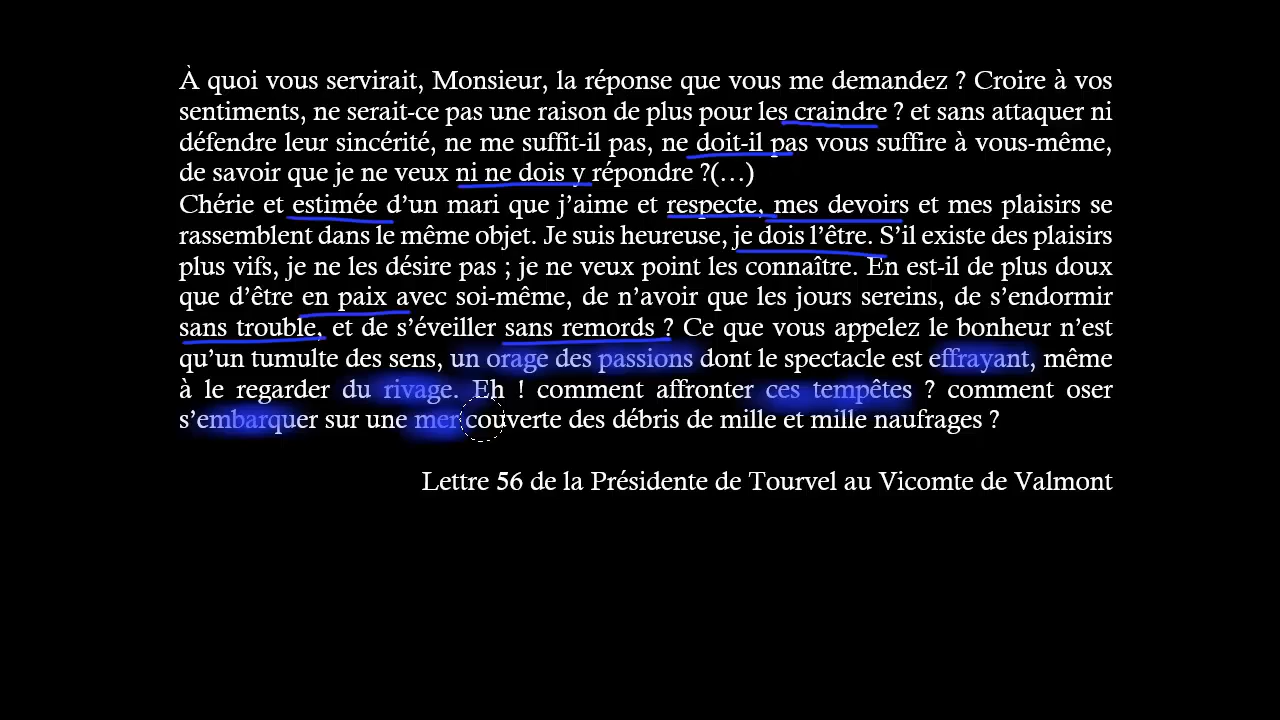 À quoi vous servirait, Monsieur, la réponse que vous me demandez ? Croire à vos
sentiments, ne serait-ce pas une raison de plus pour les craindre ? et sans attaquer ni
défendre leur sincérité, ne me suffit-il pas, ne doit-il pas vous suffire à vous-même,
de savoir que je ne veux ni ne dois y répondre ?(…)
Chérie et estimée d’un mari que j’aime et respecte, mes devoirs et mes plaisirs se
rassemblent dans le même objet. Je suis heureuse, je dois l’être. S’il existe des plaisirs
plus vifs, je ne les désire pas ; je ne veux point les connaître. En est-il de plus doux
que d’être en paix avec soi-même, de n’avoir que les jours sereins, de s’endormir
sans trouble, et de s’éveiller sans remords ? Ce que vous appelez le bonheur n’est
qu’un tumulte des sens, un orage des passions dont le spectacle est effrayant, même
à le regarder du rivage. Eh ! comment affronter ces tempêtes ? comment oser
s’embarquer sur une mer couverte des débris de mille et mille naufrages ?
Lettre 56 de la Présidente de Tourvel au Vicomte de Valmont